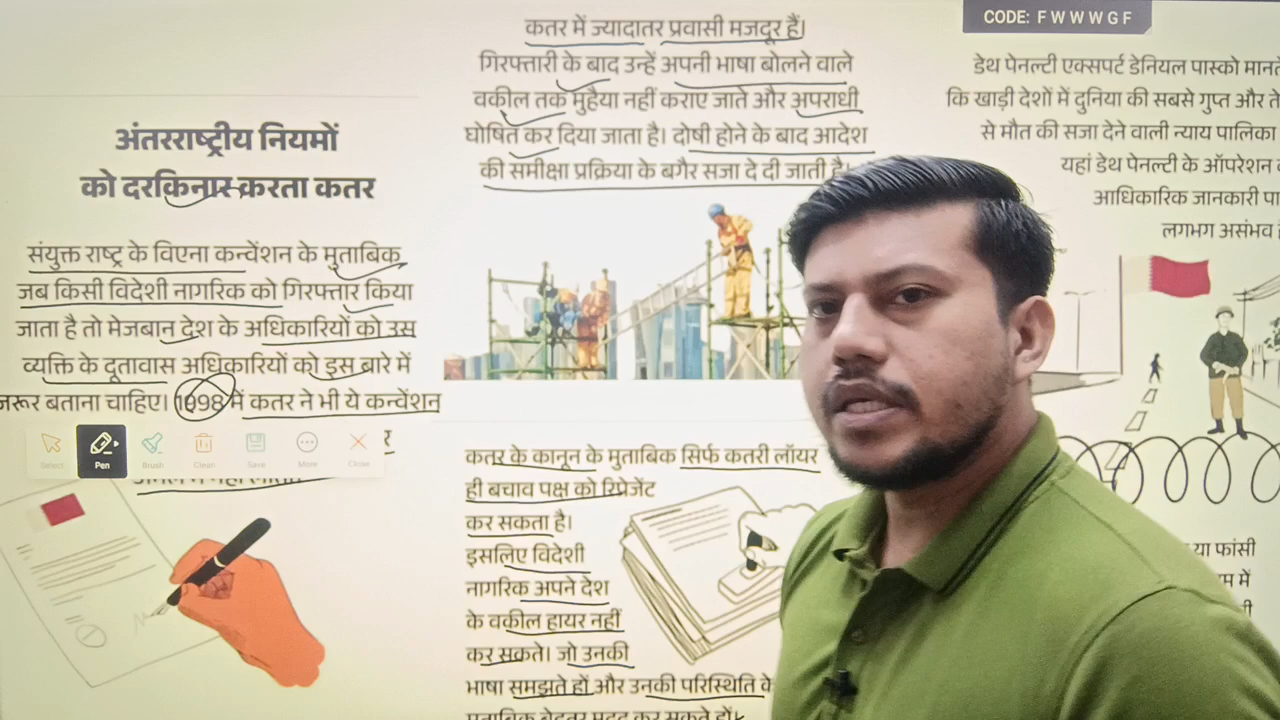 CODE: F W W W G F
अंतरराष्ट्रीय नियमों
को दरकिनार करता कतर
संयुक्त राष्ट्र के विएना कन्वेंशन के मुताबिक
जब किसी विदेशी नागरिक को गिरफ्तार किया
जाता है तो मेजबान देश के अधिकारियों को उस
व्यक्ति के दूतावास अधिकारियों को इस बारे में
जरूर बताना चाहिए। 1998 में कतर ने भी ये कन्वेंशन
Select Pen Brush Clean Save More Close
कतर में ज्यादातर प्रवासी मजदूर हैं।
गिरफ्तारी के बाद उन्हें अपनी भाषा बोलने वाले
वकील तक मुहैया नहीं कराए जाते और अपराधी
घोषित कर दिया जाता है। दोषी होने के बाद आदेश
की समीक्षा प्रक्रिया के बगैर सजा दे दी जाती है।
कतर के कानून के मुताबिक सिर्फ कतरी लॉयर
ही बचाव पक्ष को रिप्रेजेंट
कर सकता है।
इसलिए विदेशी
नागरिक अपने देश
के वकील हायर नहीं
कर सकते। जो उनकी
भाषा समझते हों और उनकी परिस्थिति के
मुताबिक बेहतर मदद कर सकते हों।
डेथ पेनल्टी एक्सपर्ट डेनियल पास्को
कि खाड़ी देशों में दुनिया की सबसे गुप्त और
से मौत की सजा देने वाली न्याय पालिका
यहां डेथ पेनल्टी के ऑपरेशन
आधिकारिक जानकारी
लगभग असंभव
या फांसी
में